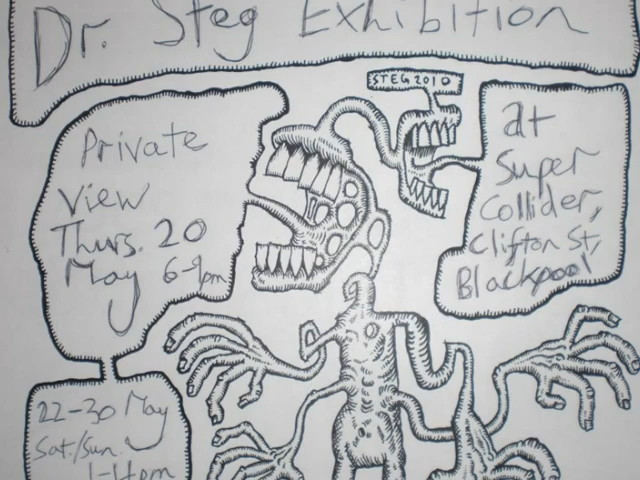 Dr. Steg Exhibition
STEG 2010
Private
View
Thurs. 20
May 6-9pm
at
Super
Collider,
Clifton St,
Blackpool
22-30 May
Sat./Sun.